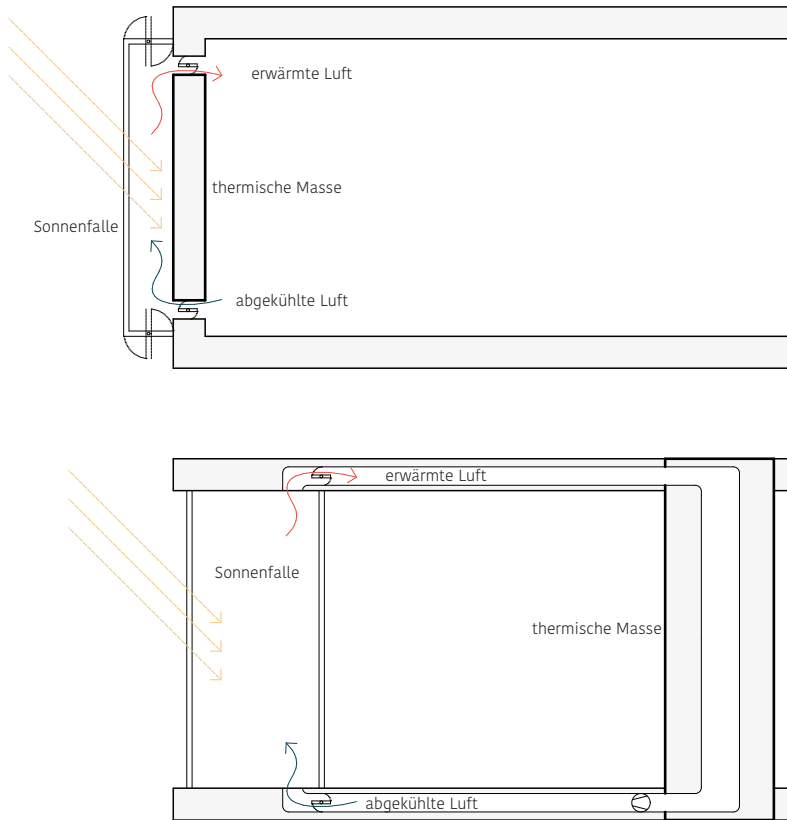 erwärmte Luft
thermische Masse
Sonnenfalle
abgekühlte Luft
erwärmte Luft
Sonnenfalle
thermische Masse
abgekühlte Luft